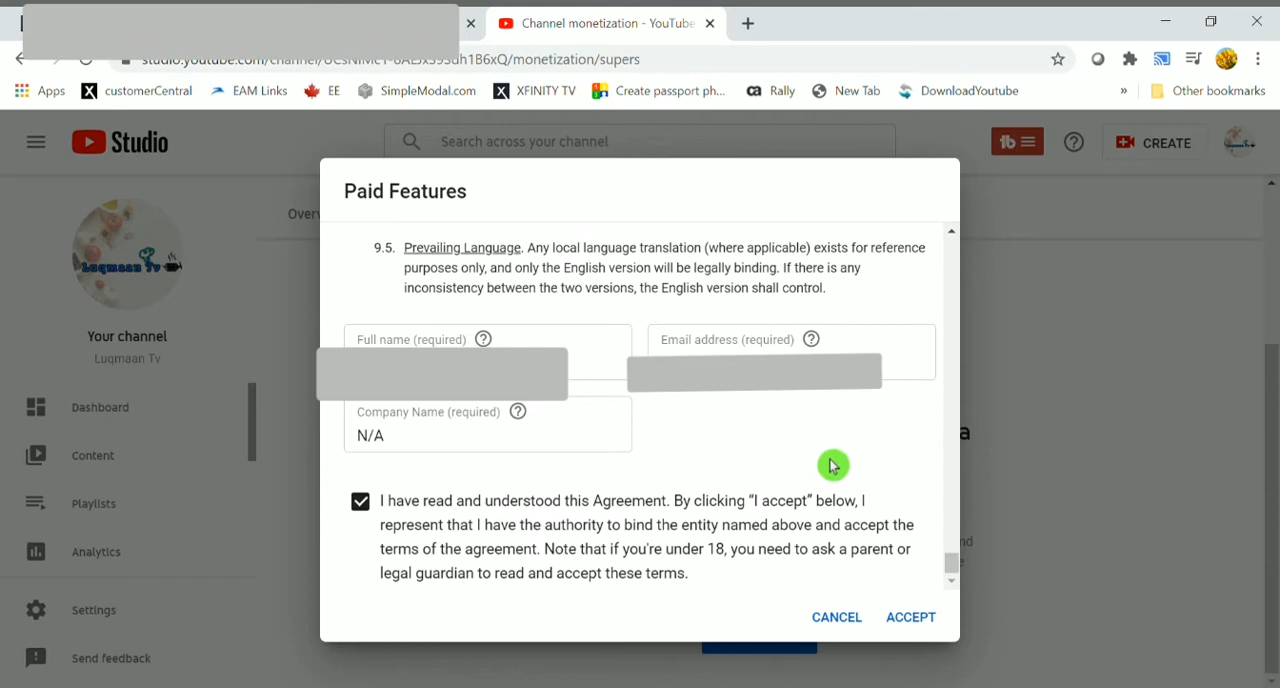 Channel monetization - YouTube
/monetization/supers
Apps
customerCentral
EAM Links
EE
SimpleModal.com
XFINITY TV
Create passport ph...
ca Rally
New Tab
DownloadYoutube
»
Other bookmarks
Studio
Search across your channel
tb
CREATE
Luqmaan Tv
Your channel
Luqmaan Tv
Dashboard
Content
Playlists
Analytics
Settings
Send feedback
Overv
Paid Features
9.5. Prevailing Language. Any local language translation (where applicable) exists for reference
purposes only, and only the English version will be legally binding. If there is any
inconsistency between the two versions, the English version shall control.
Full name (required)
Email address (required)
Company Name (required)
N/A
I have read and understood this Agreement. By clicking “I accept” below, I
represent that I have the authority to bind the entity named above and accept the
terms of the agreement. Note that if you're under 18, you need to ask a parent or
legal guardian to read and accept these terms.
CANCEL
ACCEPT